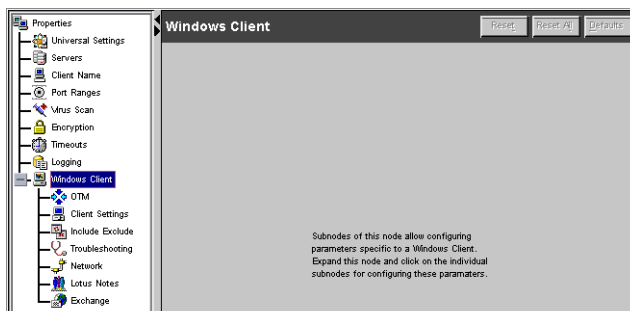 Properties
Universal Settings
Servers
Client Name
Port Ranges
Virus Scan
Encryption
Timeouts
Logging
Windows Client
OTM
Client Settings
Include Exclude
Troubleshooting
Network
Lotus Notes
Exchange
Windows Client
Reset
Reset All
Defaults
Subnodes of this node allow configuring
parameters specific to a Windows Client.
Expand this node and click on the individual
subnodes for configuring these paramaters.